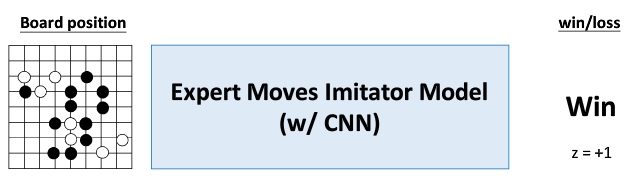 Board position
win/loss
Expert Moves Imitator Model
(w/ CNN)
Win
z = +1